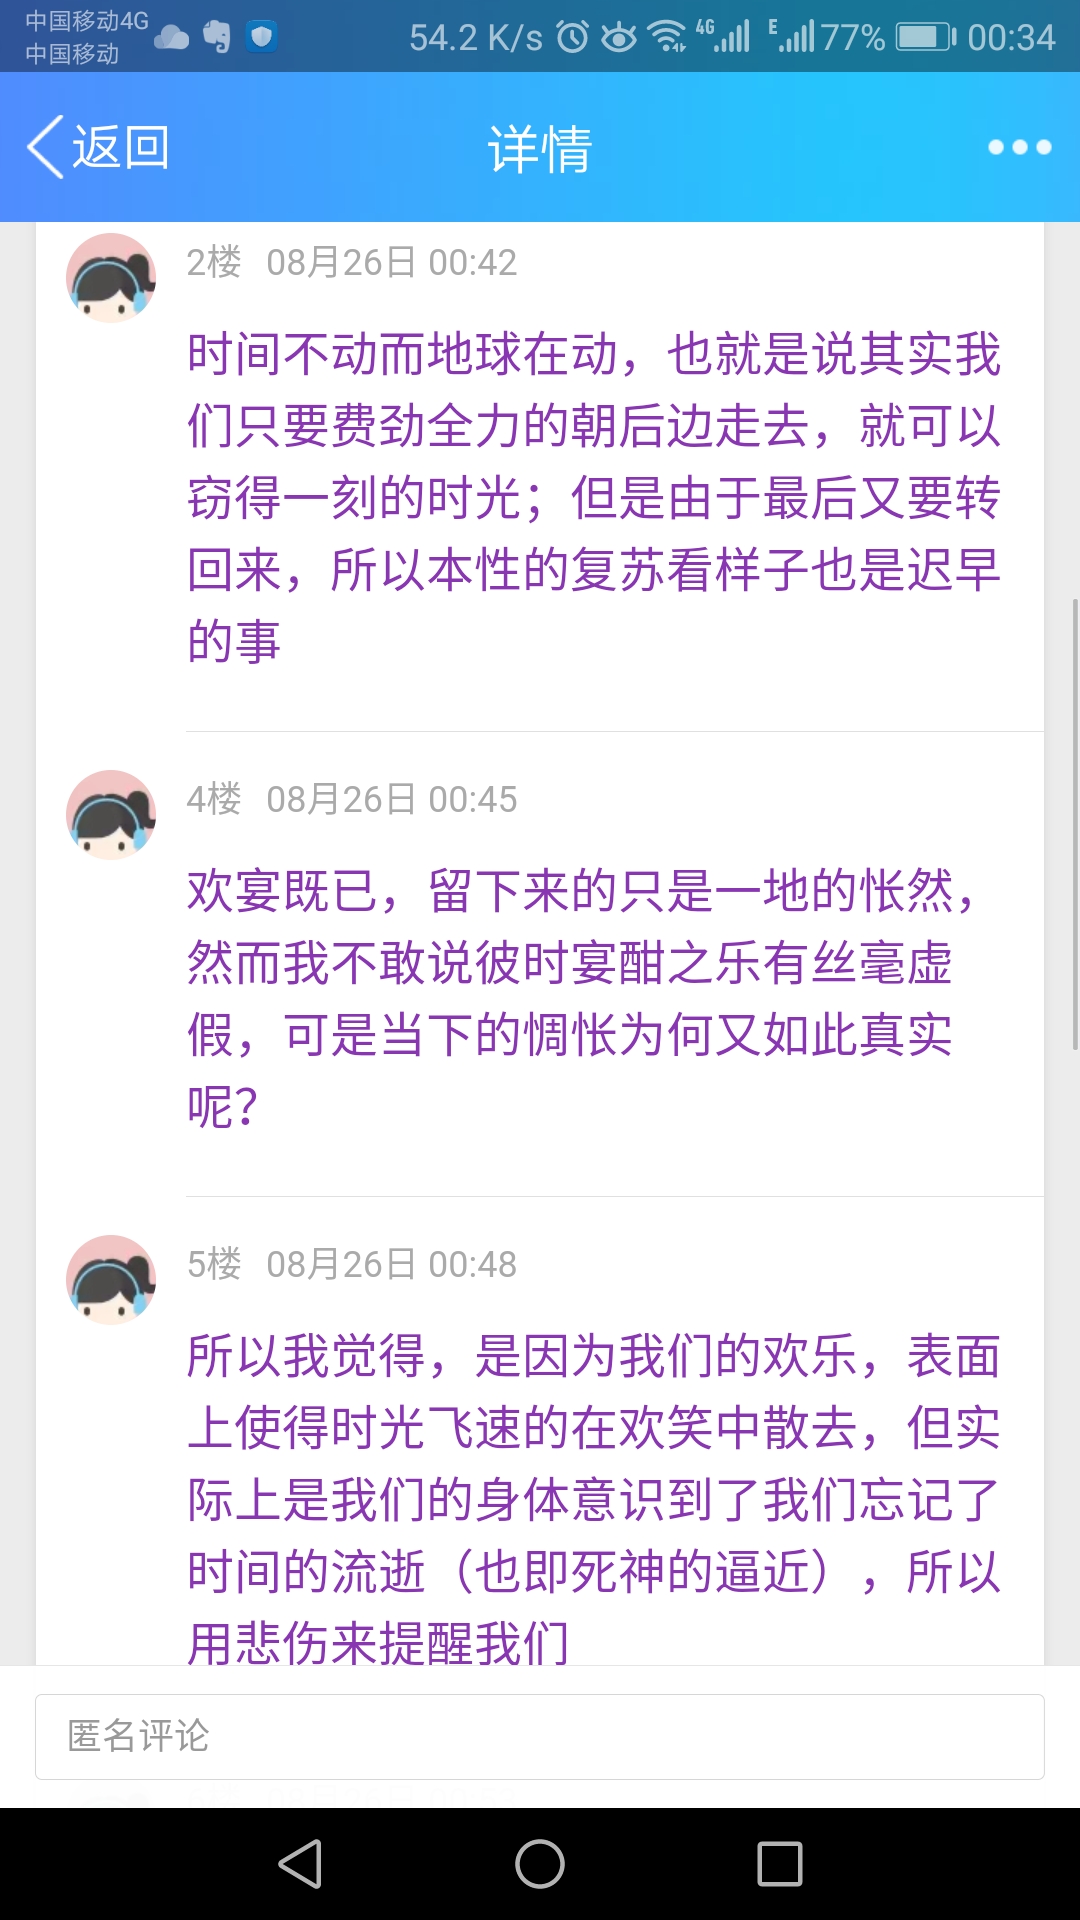 中国移动4G
中国移动
54.2 K/s 4G E 77% 00:34
返回 详情
2楼 08月26日 00:42
时间不动而地球在动，也就是说其实我
们只要费劲全力的朝后边走去，就可以
窃得一刻的时光；但是由于最后又要转
回来，所以本性的复苏看样子也是迟早
的事
4楼 08月26日 00:45
欢宴既已，留下来的只是一地的怅然，
然而我不敢说彼时宴酣之乐有丝毫虚
假，可是当下的惆怅为何又如此真实
呢？
5楼 08月26日 00:48
所以我觉得，是因为我们的欢乐，表面
上使得时光飞速的在欢笑中散去，但实
际上是我们的身体意识到了我们忘记了
时间的流逝（也即死神的逼近），所以
用悲伤来提醒我们
匿名评论